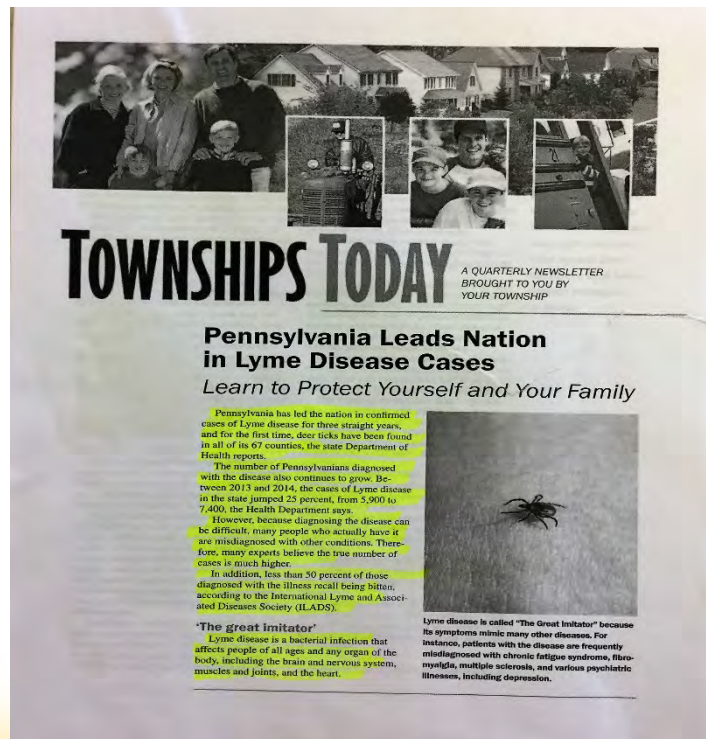 TOWNSHIPS TODAY
A QUARTERLY NEWSLETTER
BROUGHT TO YOU BY
YOUR TOWNSHIP
Pennsylvania Leads Nation
in Lyme Disease Cases
Learn to Protect Yourself and Your Family
Pennsylvania has led the nation in confirmed
cases of Lyme disease for three straight years,
and for the first time, deer ticks have been found
in all of its 67 counties, the state Department of
Health reports.
The number of Pennsylvanians diagnosed
with the disease also continues to grow. Be-
tween 2013 and 2014, the cases of Lyme disease
in the state jumped 25 percent, from 5,900 to
7,400, the Health Department says.
However, because diagnosing the disease can
be difficult, many people who actually have it
are misdiagnosed with other conditions. There-
fore, many experts believe the true number of
cases is much higher.
In addition, less than 50 percent of those
diagnosed with the illness recall being bitten,
according to the International Lyme and Associ-
ated Diseases Society (ILADS).
'The great imitator'
Lyme disease is a bacterial infection that
affects people of all ages and any organ of the
body, including the brain and nervous system,
muscles and joints, and the heart.
Lyme disease is called "The Great Imitator" because
its symptoms mimic many other diseases. For
instance, patients with the disease are frequently
misdiagnosed with chronic fatigue syndrome, fibro-
myalgia, multiple sclerosis, and various psychiatric
illnesses, including depression.